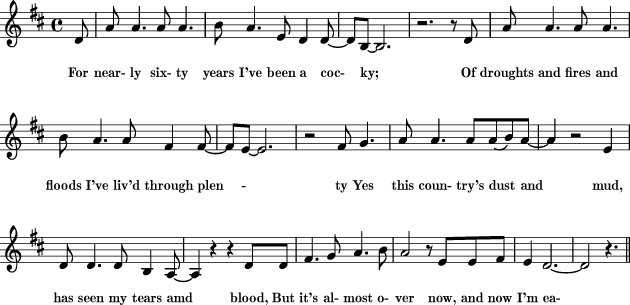 For near- ly six- ty years I've been a coc- ky; Of droughts and fires and
floods I've liv'd through plen - - ty Yes this coun- try's dust and mud,
has seen my tears amd blood, But it's al- most o- ver now, and now I'm ea-